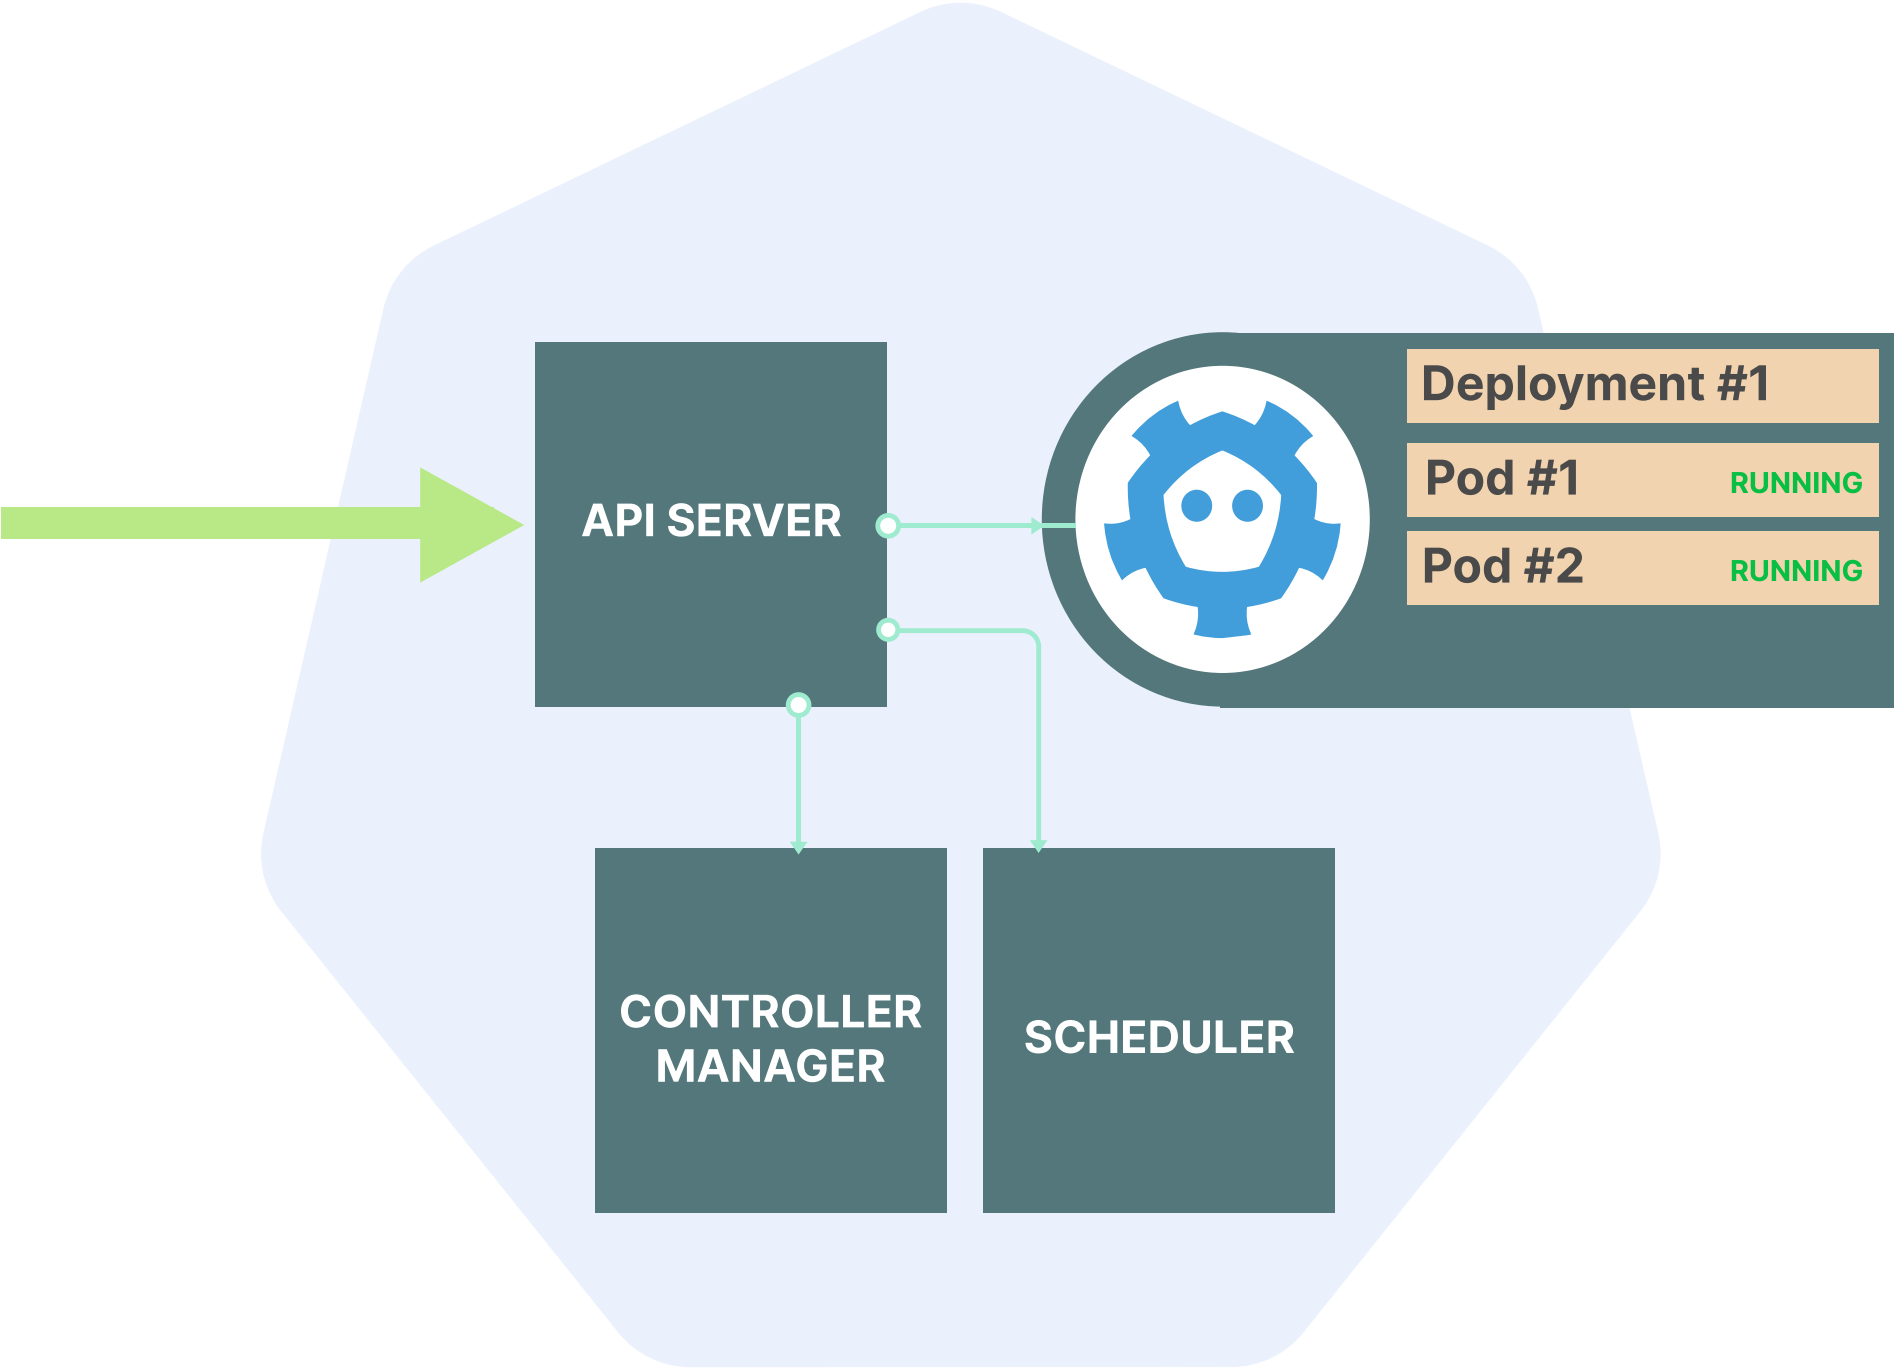 API SERVER
Deployment #1
Pod #1 RUNNING
Pod #2 RUNNING
CONTROLLER
MANAGER
SCHEDULER